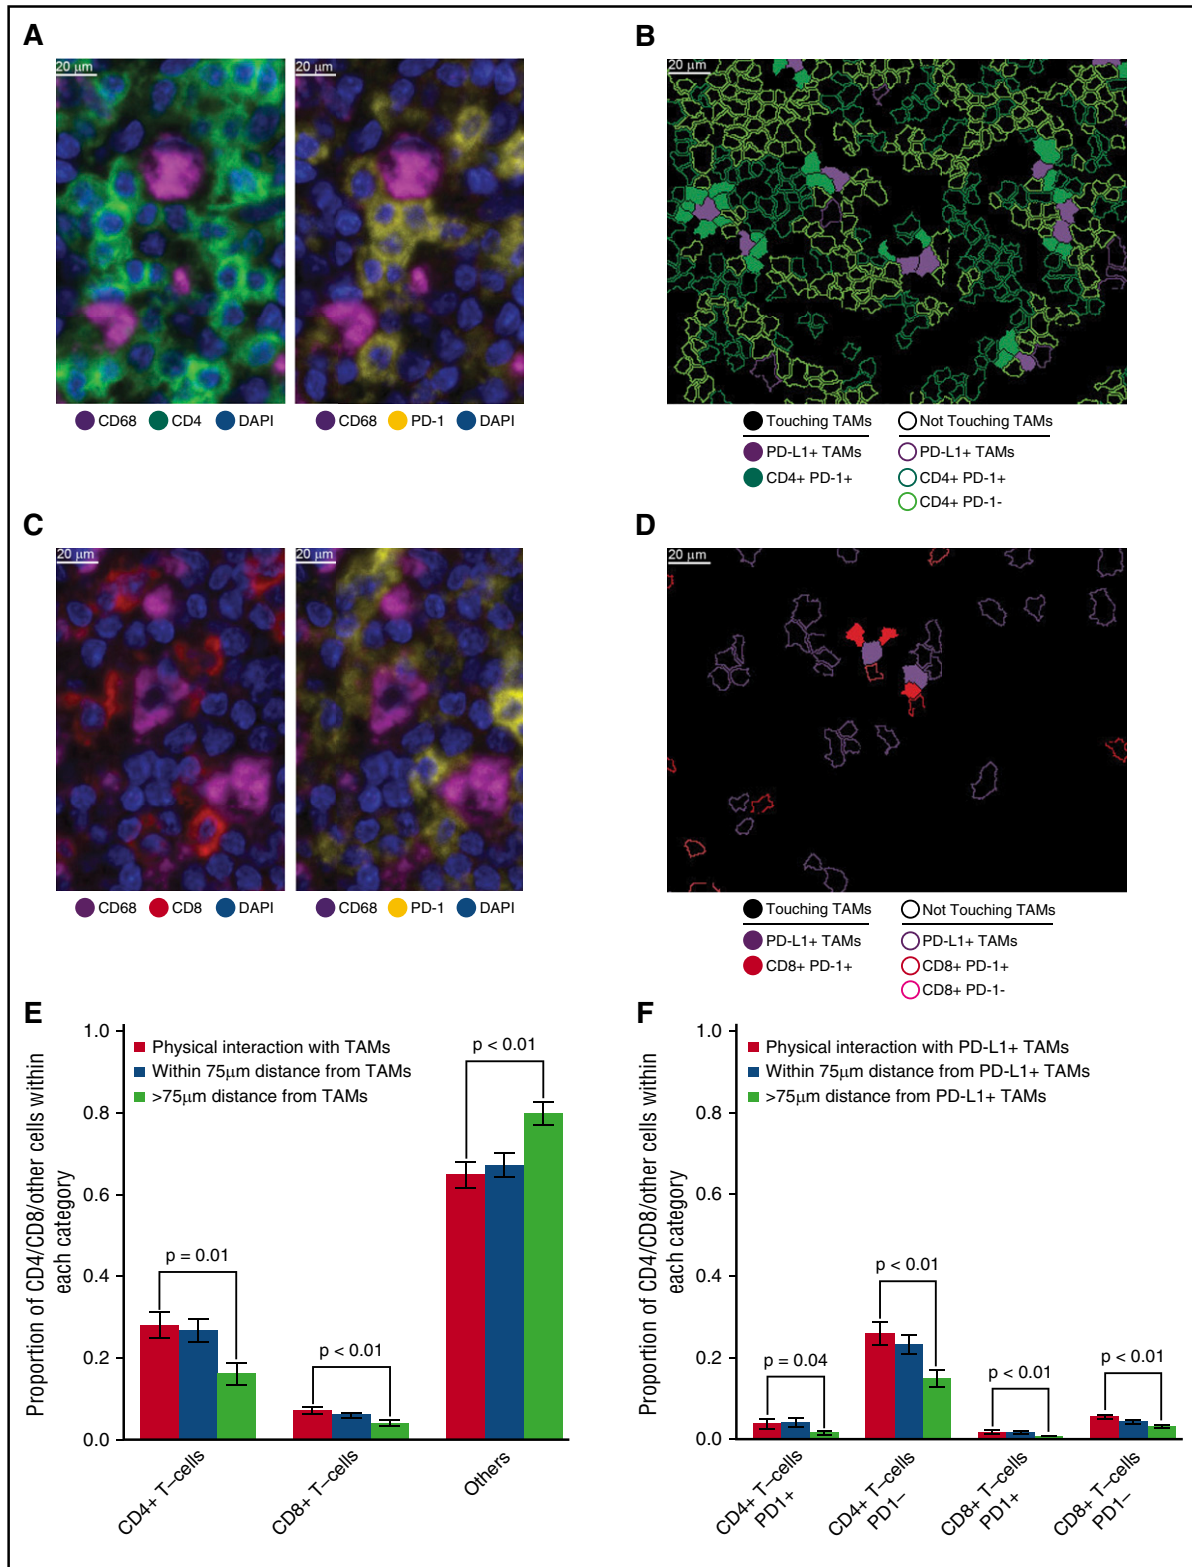 A
20 μm
20 μm
CD68 CD4 DAPI
CD68 PD-1 DAPI
B
20 μm
Touching TAMs
PD-L1+ TAMs
CD4+ PD-1+
Not Touching TAMs
PD-L1+ TAMs
CD4+ PD-1+
CD4+ PD-1-
C
20 μm
20 μm
CD68 CD8 DAPI
CD68 PD-1 DAPI
D
20 μm
Touching TAMs
PD-L1+ TAMs
CD8+ PD-1+
Not Touching TAMs
PD-L1+ TAMs
CD8+ PD-1+
CD8+ PD-1-
E
Proportion of CD4/CD8/other cells within
each category
1.0
0.8
0.6
0.4
0.2
0.0
Physical interaction with TAMs
Within 75μm distance from TAMs
>75μm distance from TAMs
p < 0.01
p = 0.01
p < 0.01
CD4+ T–cells
CD8+ T–cells
Others
F
Proportion of CD4/CD8/other cells within
each category
1.0
0.8
0.6
0.4
0.2
0.0
Physical interaction with PD-L1+ TAMs
Within 75μm distance from PD-L1+ TAMs
>75μm distance from PD-L1+ TAMs
p = 0.04
p < 0.01
p < 0.01
p < 0.01
CD4+ T–cells
PD1+
CD4+ T–cells
PD1–
CD8+ T–cells
PD1+
CD8+ T–cells
PD1–